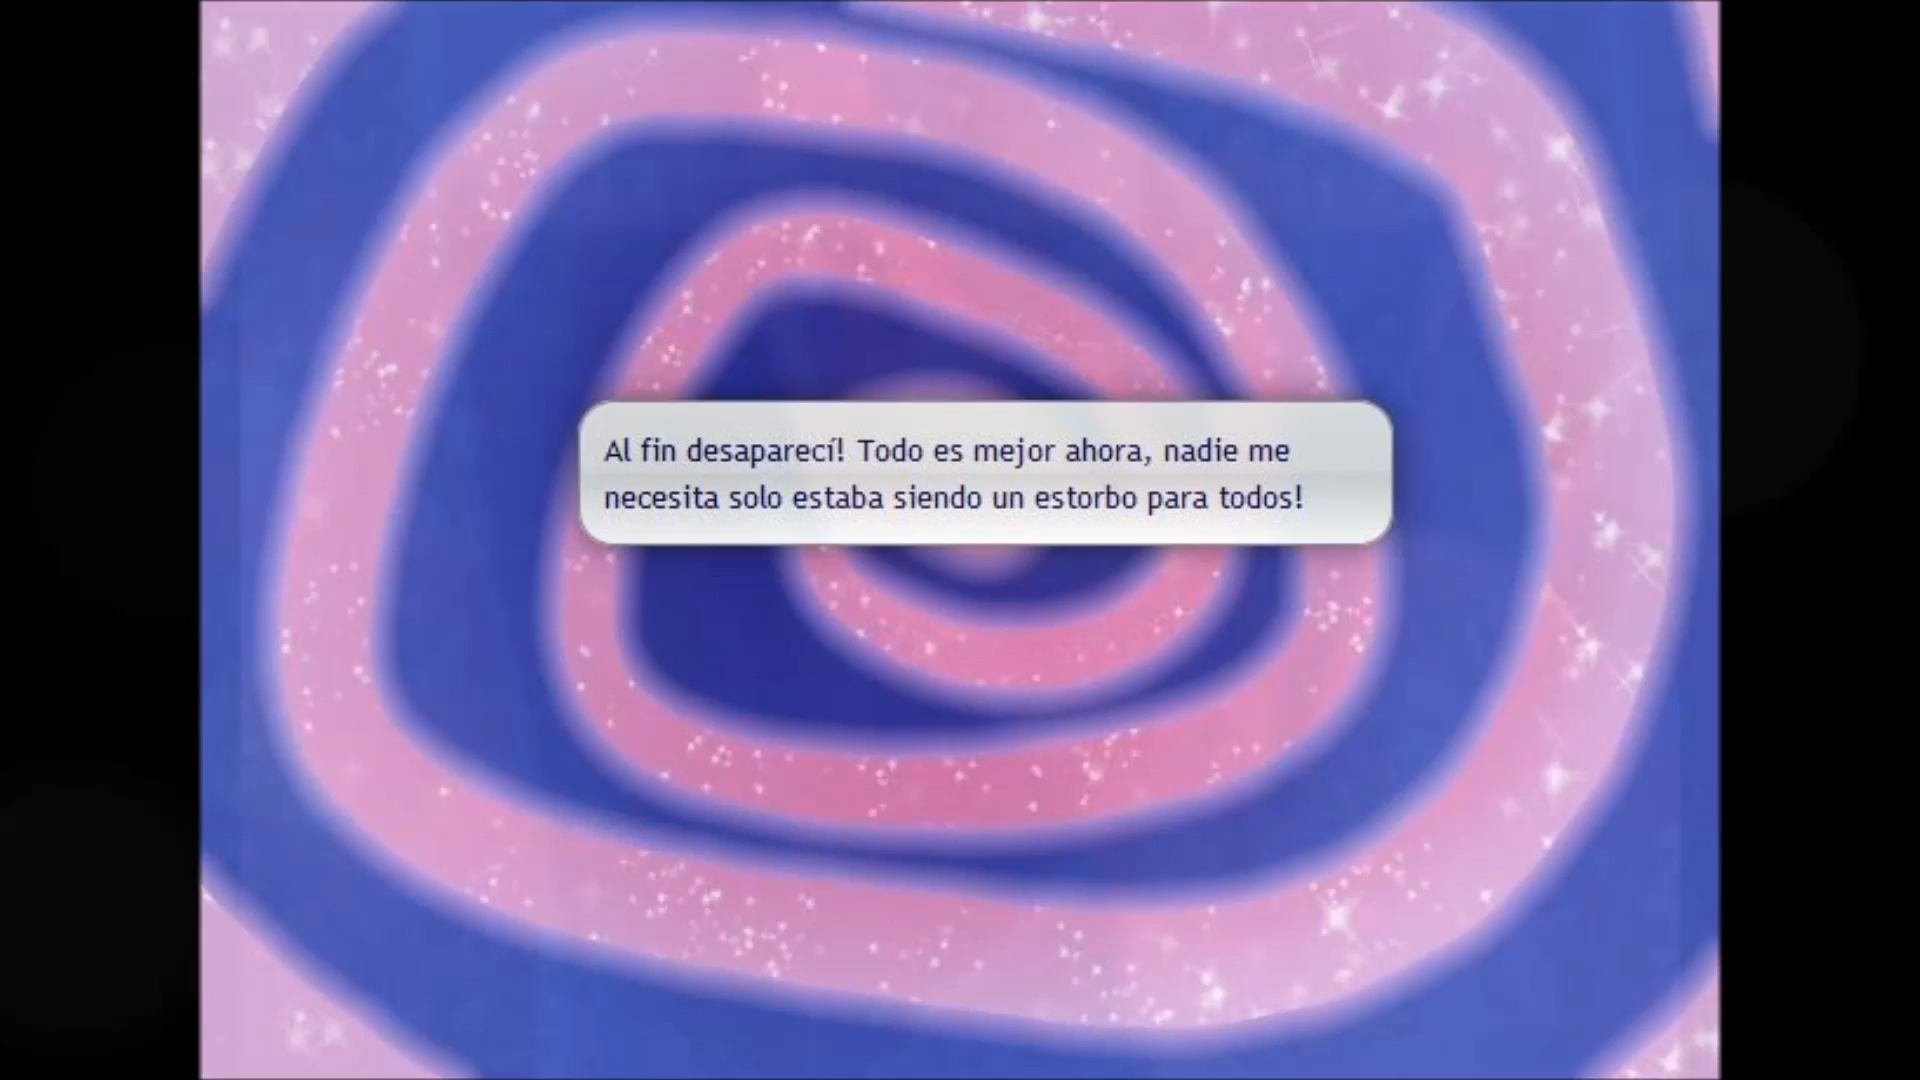 Al fin desaparecí! Todo es mejor ahora, nadie me
necesita solo estaba siendo un estorbo para todos!